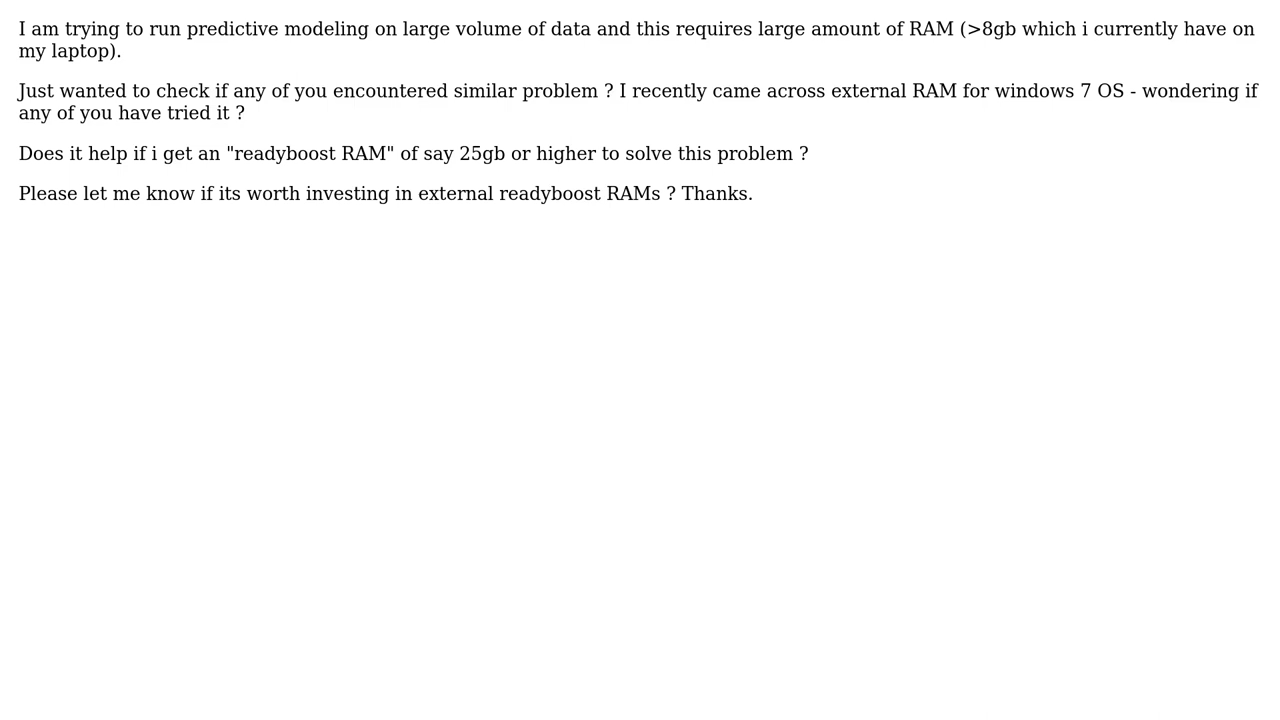 I am trying to run predictive modeling on large volume of data and this requires large amount of RAM (>8gb which i currently have on
my laptop).
Just wanted to check if any of you encountered similar problem ? I recently came across external RAM for windows 7 OS - wondering if
any of you have tried it ?
Does it help if i get an "readyboost RAM" of say 25gb or higher to solve this problem ?
Please let me know if its worth investing in external readyboost RAMs ? Thanks.